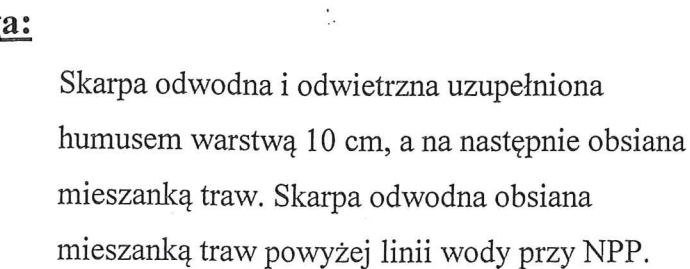 a:
Skarpa odwodna i odwietrzna uzupełniona
humusem warstwą 10 cm, a na następnie obsiana
mieszanką traw. Skarpa odwodna obsiana
mieszanką traw powyżej linii wody przy NPP.